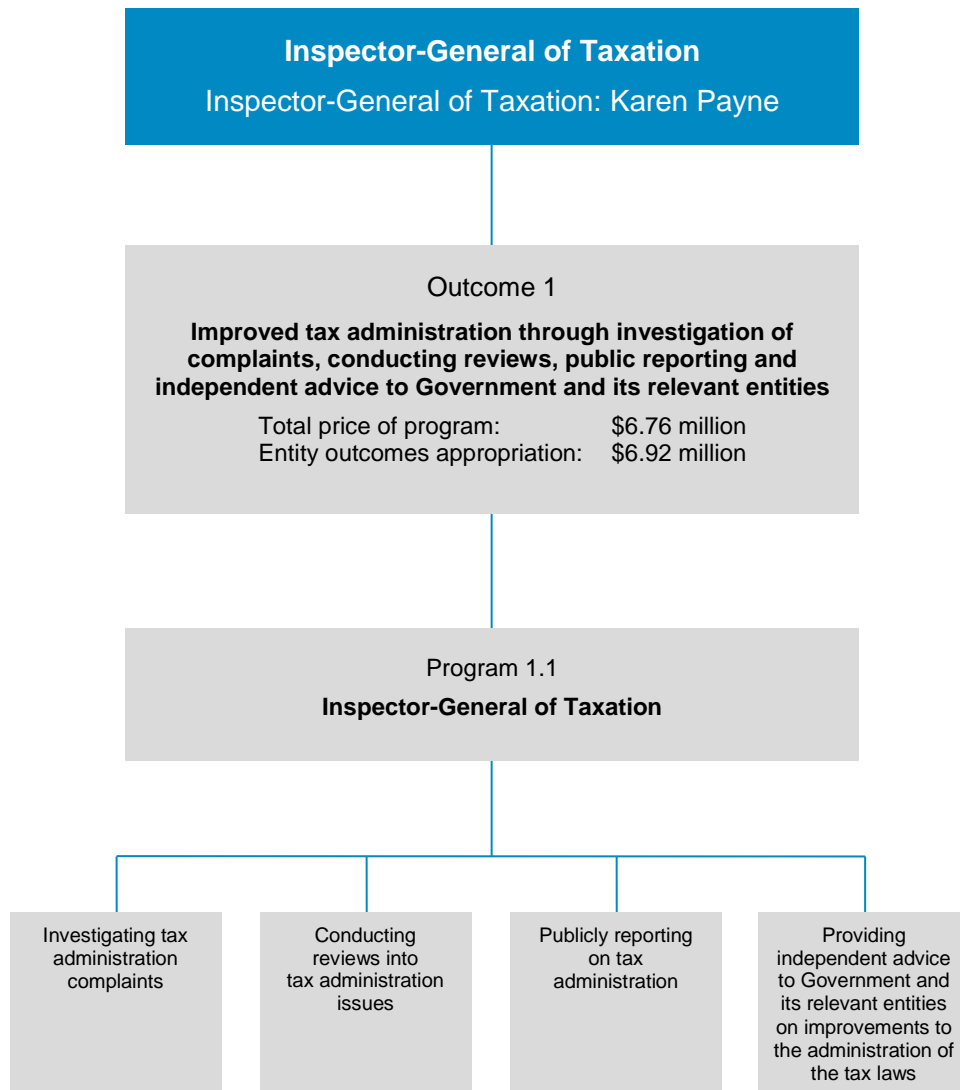 Inspector-General of Taxation
Inspector-General of Taxation: Karen Payne
Outcome 1
Improved tax administration through investigation of
complaints, conducting reviews, public reporting and
independent advice to Government and its relevant entities
Total price of program: $6.76 million
Entity outcomes appropriation: $6.92 million
Program 1.1
Inspector-General of Taxation
Investigating tax
administration
complaints
Conducting
reviews into
tax administration
issues
Publicly reporting
on tax
administration
Providing
independent advice
to Government and
its relevant entities
on improvements to
the administration of
the tax laws